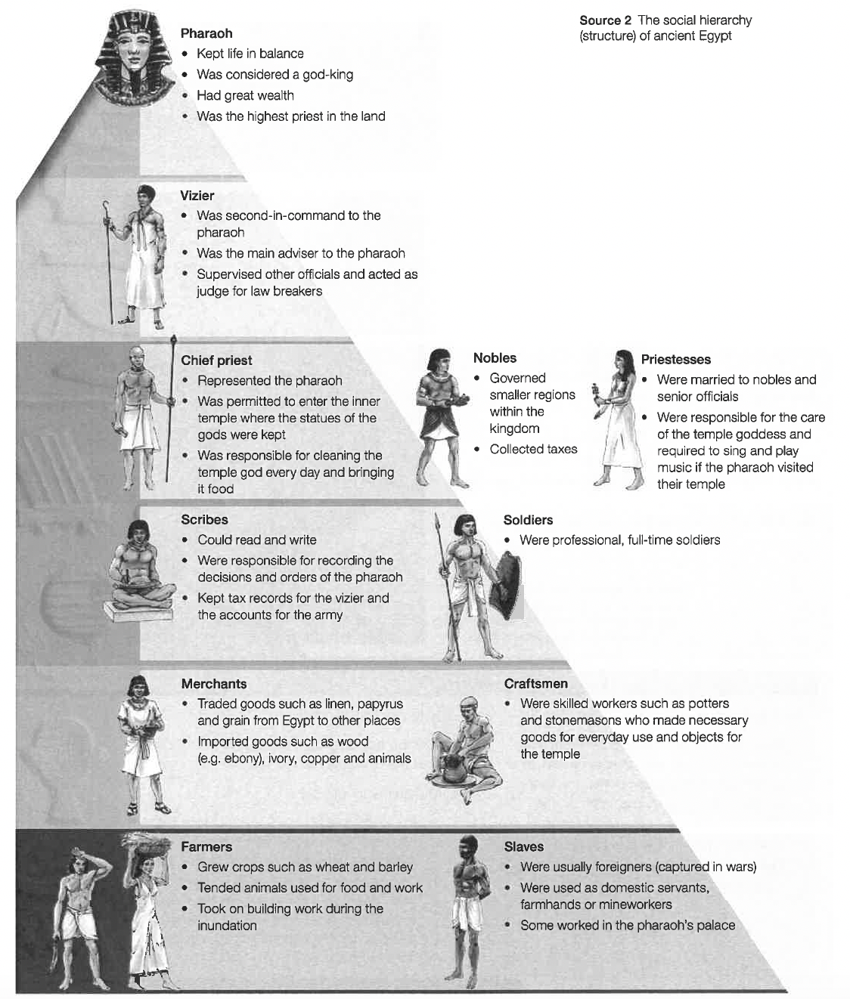 Source 2 The social hierarchy
(structure) of ancient Egypt
Pharaoh
• Kept life in balance
• Was considered a god-king
• Had great wealth
• Was the highest priest in the land
Vizier
• Was second-in-command to the
pharaoh
• Was the main adviser to the pharaoh
• Supervised other officials and acted as
judge for law breakers
Chief priest
• Represented the pharaoh
• Was permitted to enter the inner
temple where the statues of the
gods were kept
• Was responsible for cleaning the
temple god every day and bringing
it food
Nobles
• Governed
smaller regions
within the
kingdom
• Collected taxes
Priestesses
• Were married to nobles and
senior officials
• Were responsible for the care
of the temple goddess and
required to sing and play
music if the pharaoh visited
their temple
Scribes
• Could read and write
• Were responsible for recording the
decisions and orders of the pharaoh
• Kept tax records for the vizier and
the accounts for the army
Soldiers
• Were professional, full-time soldiers
Merchants
• Traded goods such as linen, papyrus
and grain from Egypt to other places
• Imported goods such as wood
(e.g. ebony), ivory, copper and animals
Craftsmen
• Were skilled workers such as potters
and stonemasons who made necessary
goods for everyday use and objects for
the temple
Farmers
• Grew crops such as wheat and barley
• Tended animals used for food and work
• Took on building work during the
inundation
Slaves
• Were usually foreigners (captured in wars)
• Were used as domestic servants,
farmhands or mineworkers
• Some worked in the pharaoh's palace